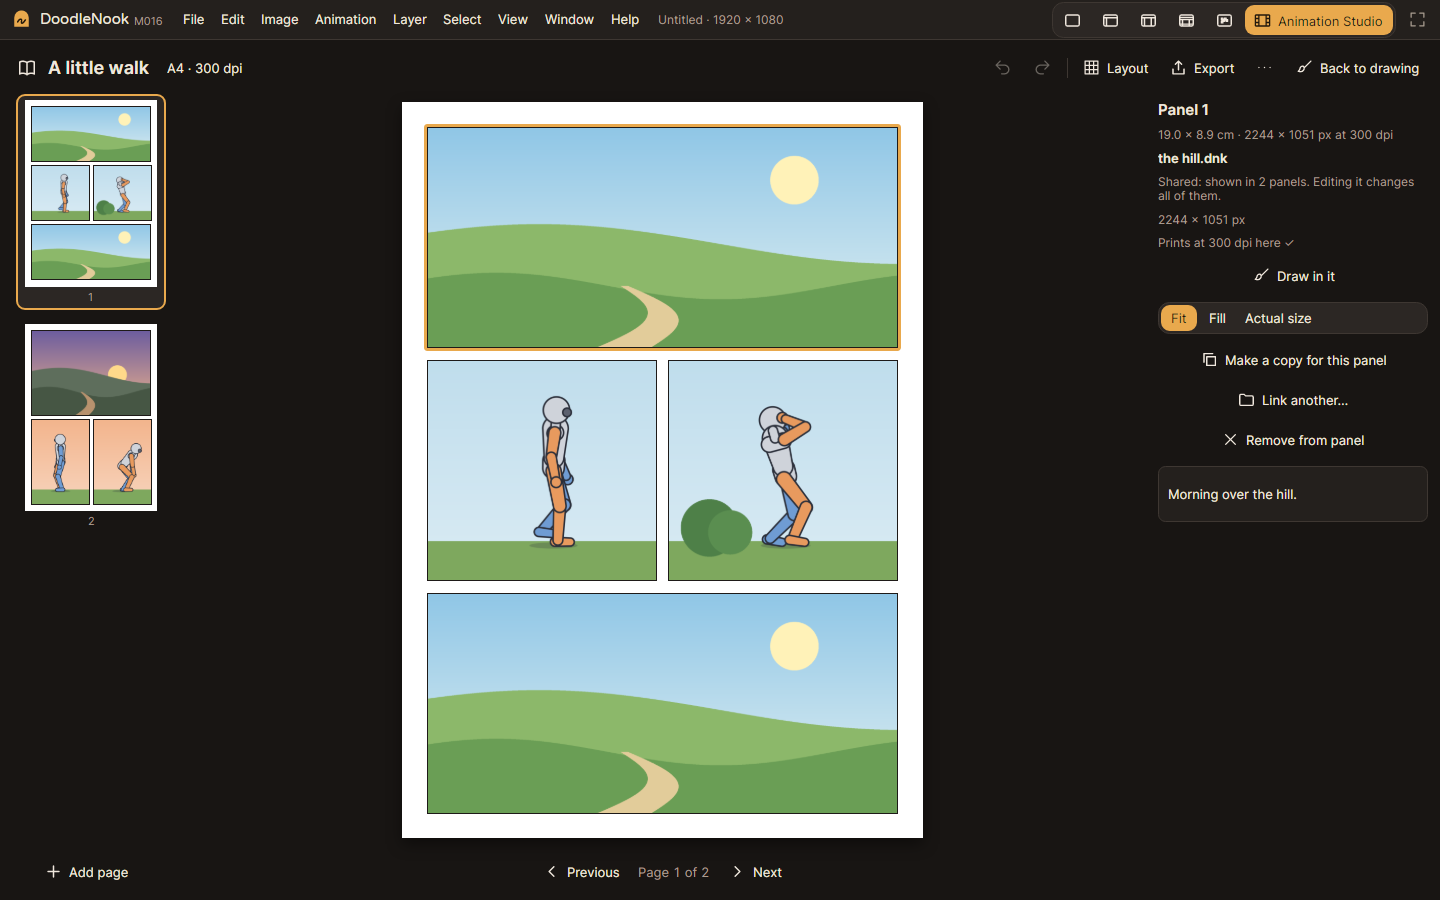 DoodleNook M016 File Edit Image Animation Layer Select View Window Help Untitled · 1920 × 1080 Animation Studio
A little walk A4 · 300 dpi Layout Export ··· Back to drawing
1
2
Add page
Previous Page 1 of 2 Next
Panel 1
19.0 × 8.9 cm · 2244 × 1051 px at 300 dpi
the hill.dnk
Shared: shown in 2 panels. Editing it changes
all of them.
2244 × 1051 px
Prints at 300 dpi here ✓
Draw in it
Fit Fill Actual size
Make a copy for this panel
Link another...
Remove from panel
Morning over the hill.